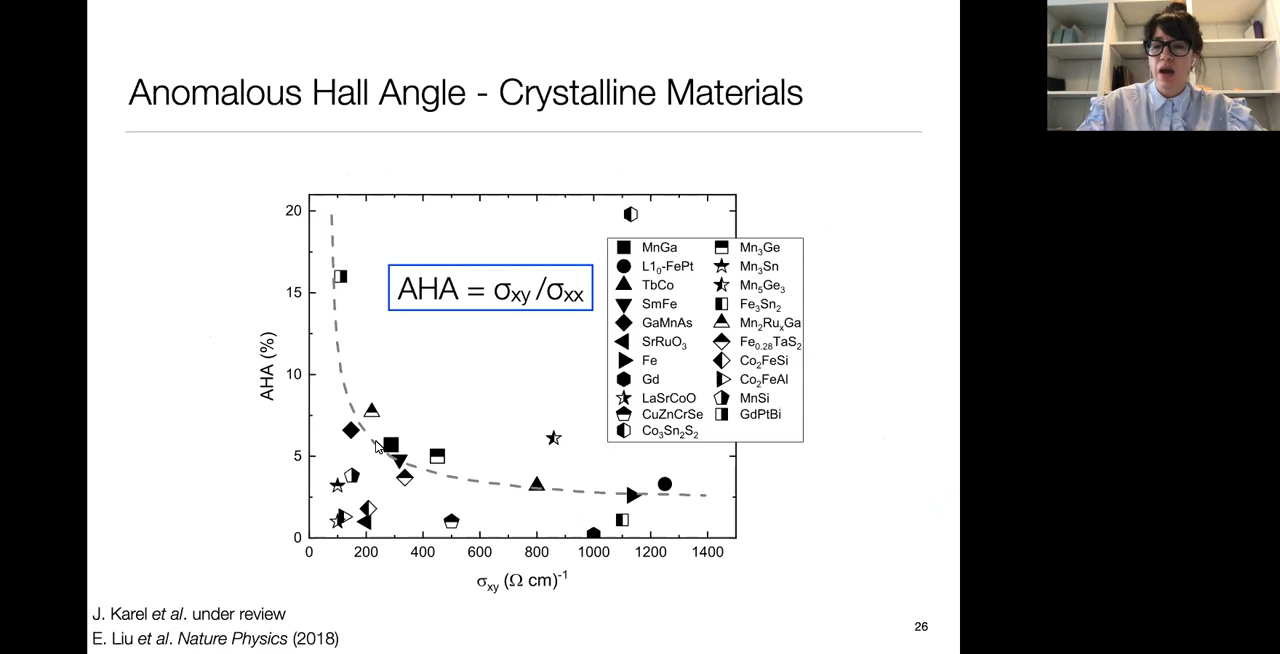 Anomalous Hall Angle - Crystalline Materials
20
15
10
5
0
AHA (%)
AHA = σxy /σxx
MnGa
L1₀-FePt
TbCo
SmFe
GaMnAs
SrRuO₃
Fe
Gd
LaSrCoO
CuZnCrSe
Co₃Sn₂S₂
Mn₃Ge
Mn₃Sn
Mn₅Ge₃
Fe₃Sn₂
Mn₂RuₓGa
Fe₀.₂₈TaS₂
Co₂FeSi
Co₂FeAl
MnSi
GdPtBi
0 200 400 600 800 1000 1200 1400
σxy (Ω cm)⁻¹
J. Karel et al. under review
E. Liu et al. Nature Physics (2018)
26